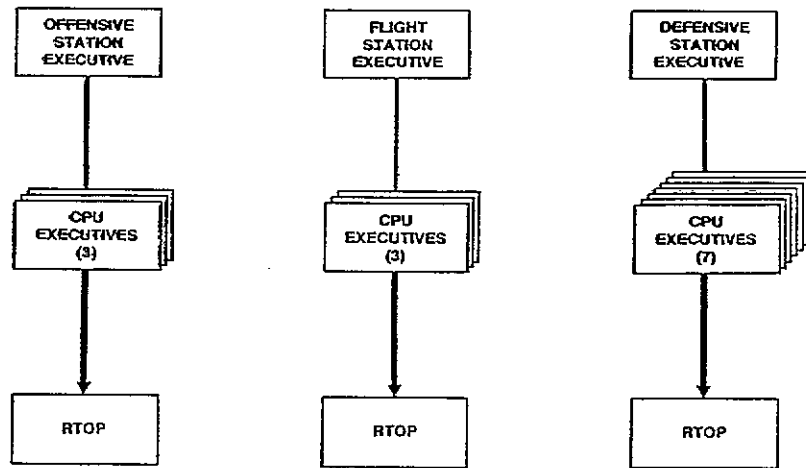 OFFENSIVE
STATION
EXECUTIVE
FLIGHT
STATION
EXECUTIVE
DEFENSIVE
STATION
EXECUTIVE
CPU
EXECUTIVES
(3)
CPU
EXECUTIVES
(3)
CPU
EXECUTIVES
(7)
RTOP
RTOP
RTOP